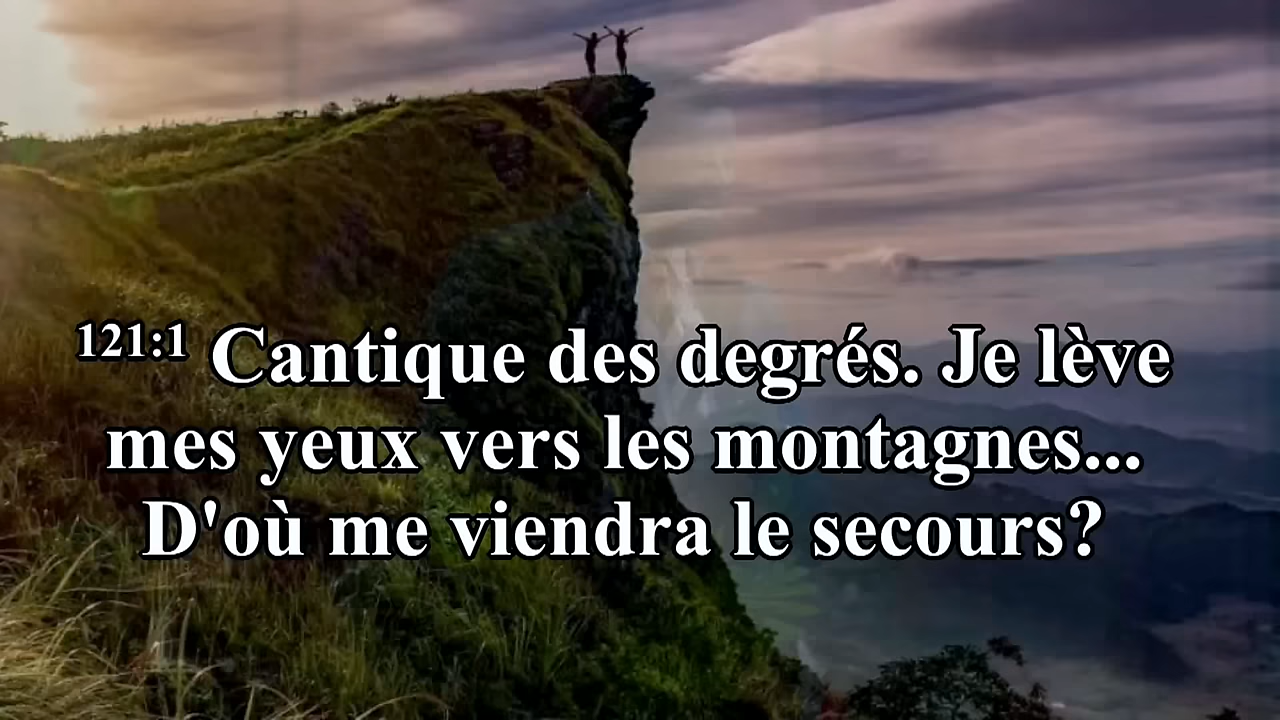 121:1 Cantique des degrés. Je lève
mes yeux vers les montagnes...
D'où me viendra le secours?